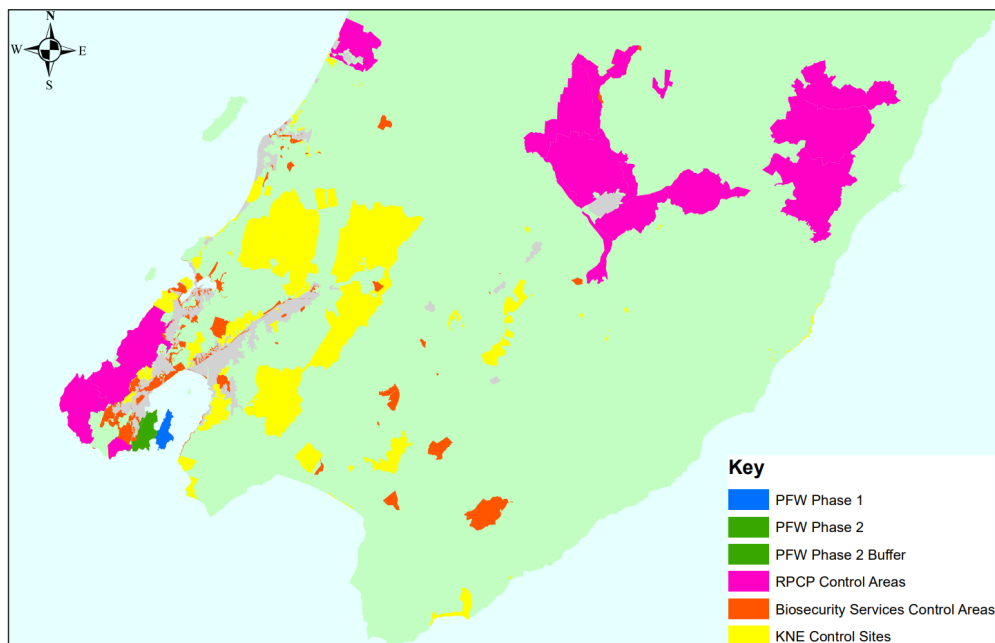 N
W E
S
Key
PFW Phase 1
PFW Phase 2
PFW Phase 2 Buffer
RPCP Control Areas
Biosecurity Services Control Areas
KNE Control Sites